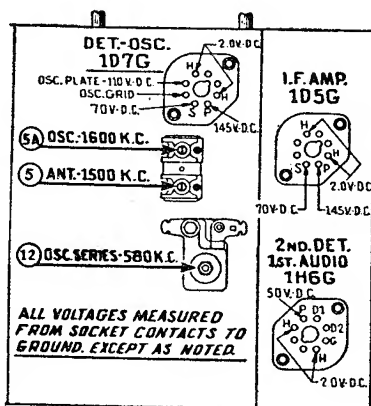 DET.-OSC.
1D7G
2.0V-D.C.
H
OSC. PLATE-110V-D.C.
OSC. GRID
H
70V-D.C.
S P
145V-D.C.
5A OSC.-1600 K.C.
5 ANT.-1500 K.C.
12 OSC. SERIES-580 K.C.
ALL VOLTAGES MEASURED
FROM SOCKET CONTACTS TO
GROUND. EXCEPT AS NOTED.
I.F. AMP.
1D5G
H
H
S P
2.0V-D.C.
70V-D.C. 145V-D.C.
2ND. DET.
1ST. AUDIO
1H6G
50V-D.C.
P D1
H D2
G
H
2.0V-D.C.